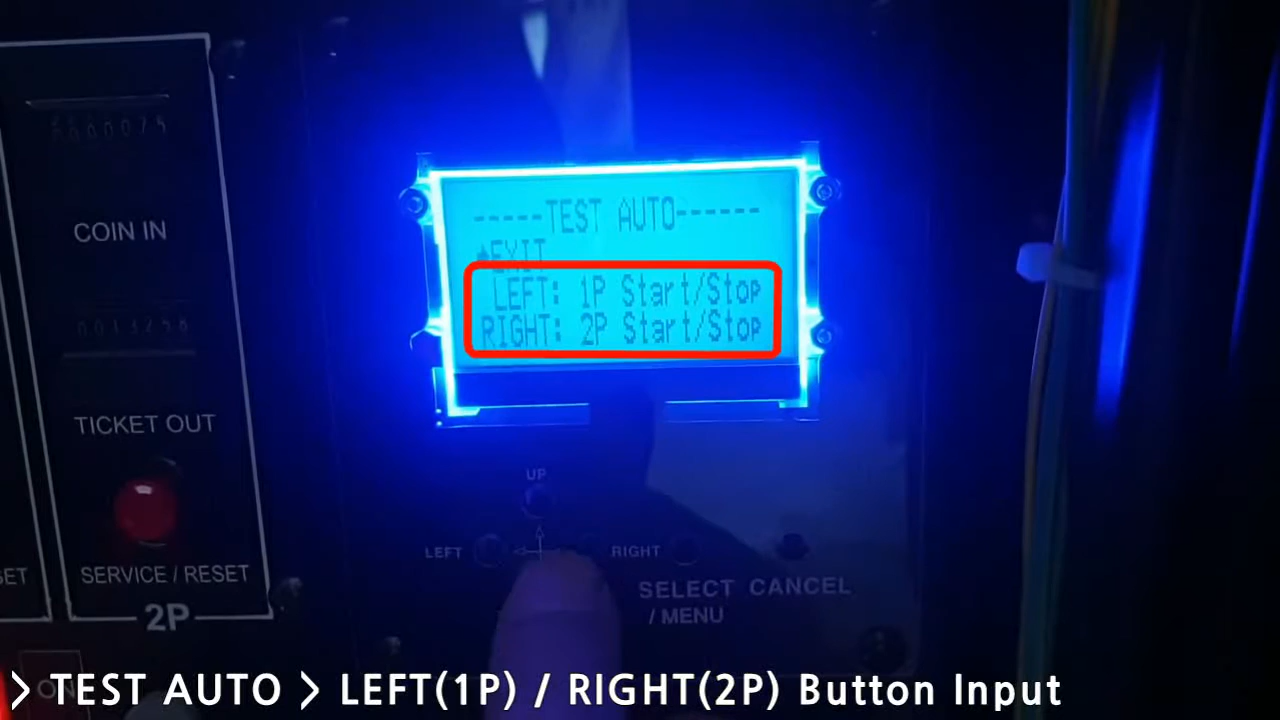 COIN IN
TICKET OUT
SERVICE / RESET
2P
-----TEST AUTO------
EXIT
LEFT: 1P Start/Stop
RIGHT: 2P Start/Stop
UP
LEFT
RIGHT
SELECT CANCEL
/ MENU
> TEST AUTO > LEFT(1P) / RIGHT(2P) Button Input